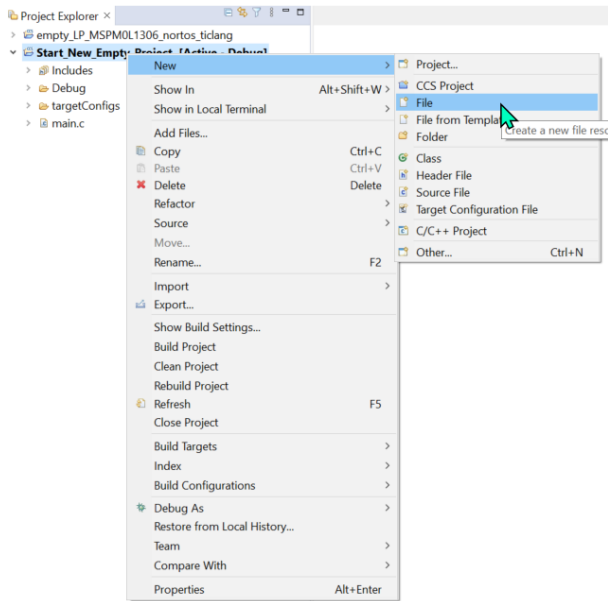 Project Explorer ×
empty_LP_MSPM0L1306_nortos_ticlang
Start_New_Empty_Project [Active - Debug]
Includes
Debug
targetConfigs
main.c
New
Show In Alt+Shift+W
Show in Local Terminal
Add Files...
Copy Ctrl+C
Paste Ctrl+V
Delete Delete
Refactor
Source
Move...
Rename... F2
Import
Export...
Show Build Settings...
Build Project
Clean Project
Rebuild Project
Refresh F5
Close Project
Build Targets
Index
Build Configurations
Debug As
Restore from Local History...
Team
Compare With
Properties Alt+Enter
Project...
CCS Project
File
File from Templa
Create a new file reso
Folder
Class
Header File
Source File
Target Configuration File
C/C++ Project
Other... Ctrl+N